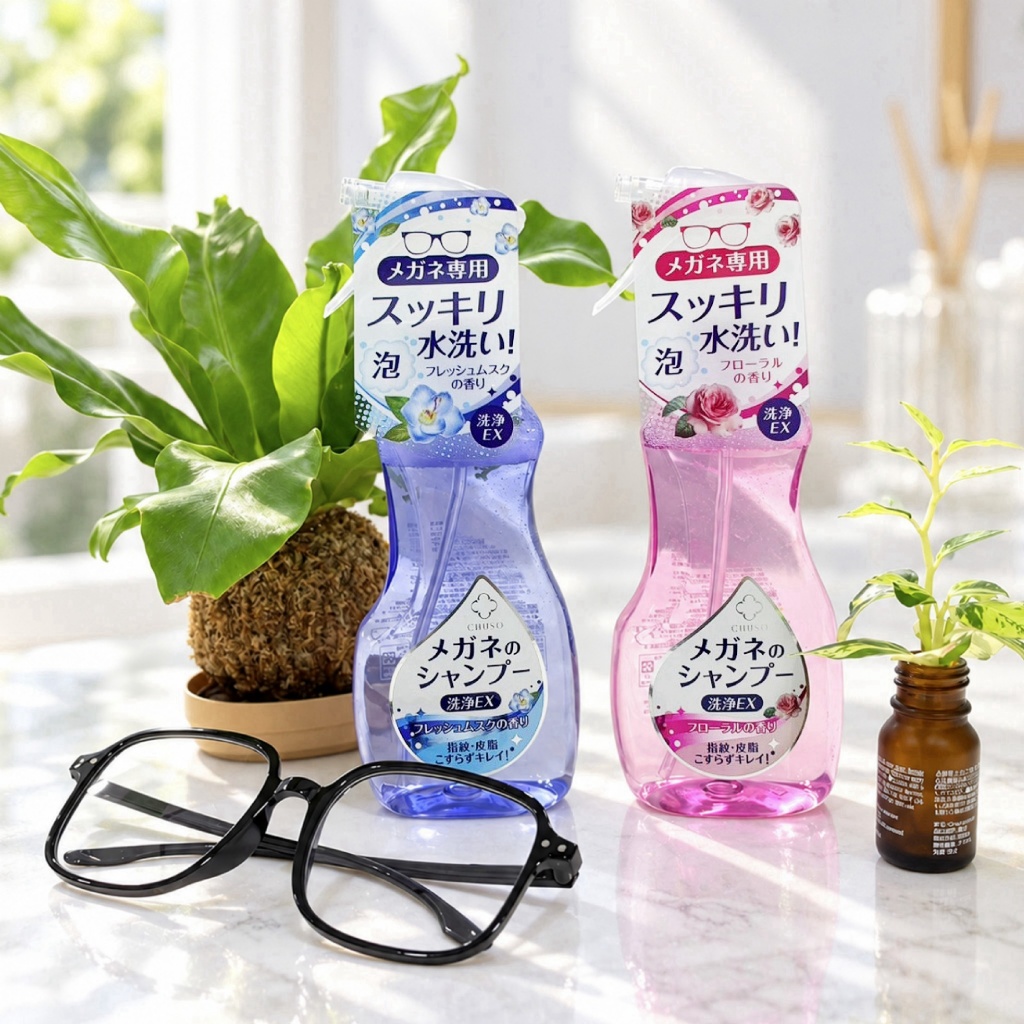 メガネ専用
スッキリ
水洗い!
泡
フレッシュムスク
の香り
洗浄
EX
CHUSO
メガネの
シャンプー
洗浄EX
フレッシュムスクの香り
指紋・皮脂
こすらずキレイ!
メガネ専用
スッキリ
水洗い!
泡
フローラル
の香り
洗浄
EX
CHUSO
メガネの
シャンプー
洗浄EX
フローラルの香り
指紋・皮脂
こすらずキレイ!